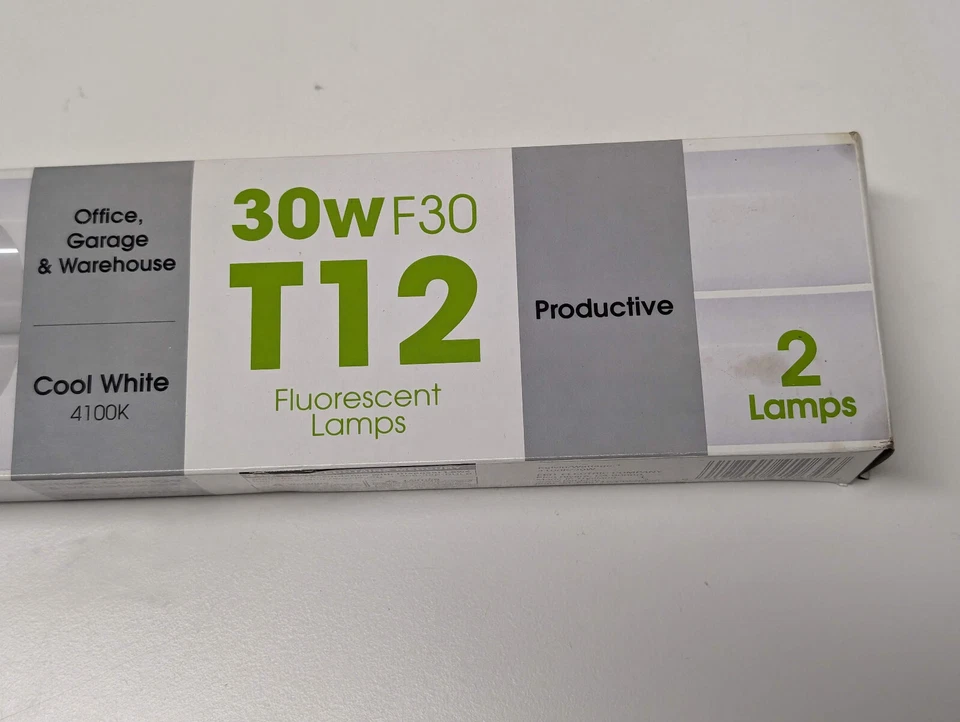 Office,
Garage
& Warehouse
Cool White
4100K
30w F30
T12
Fluorescent
Lamps
Productive
2
Lamps